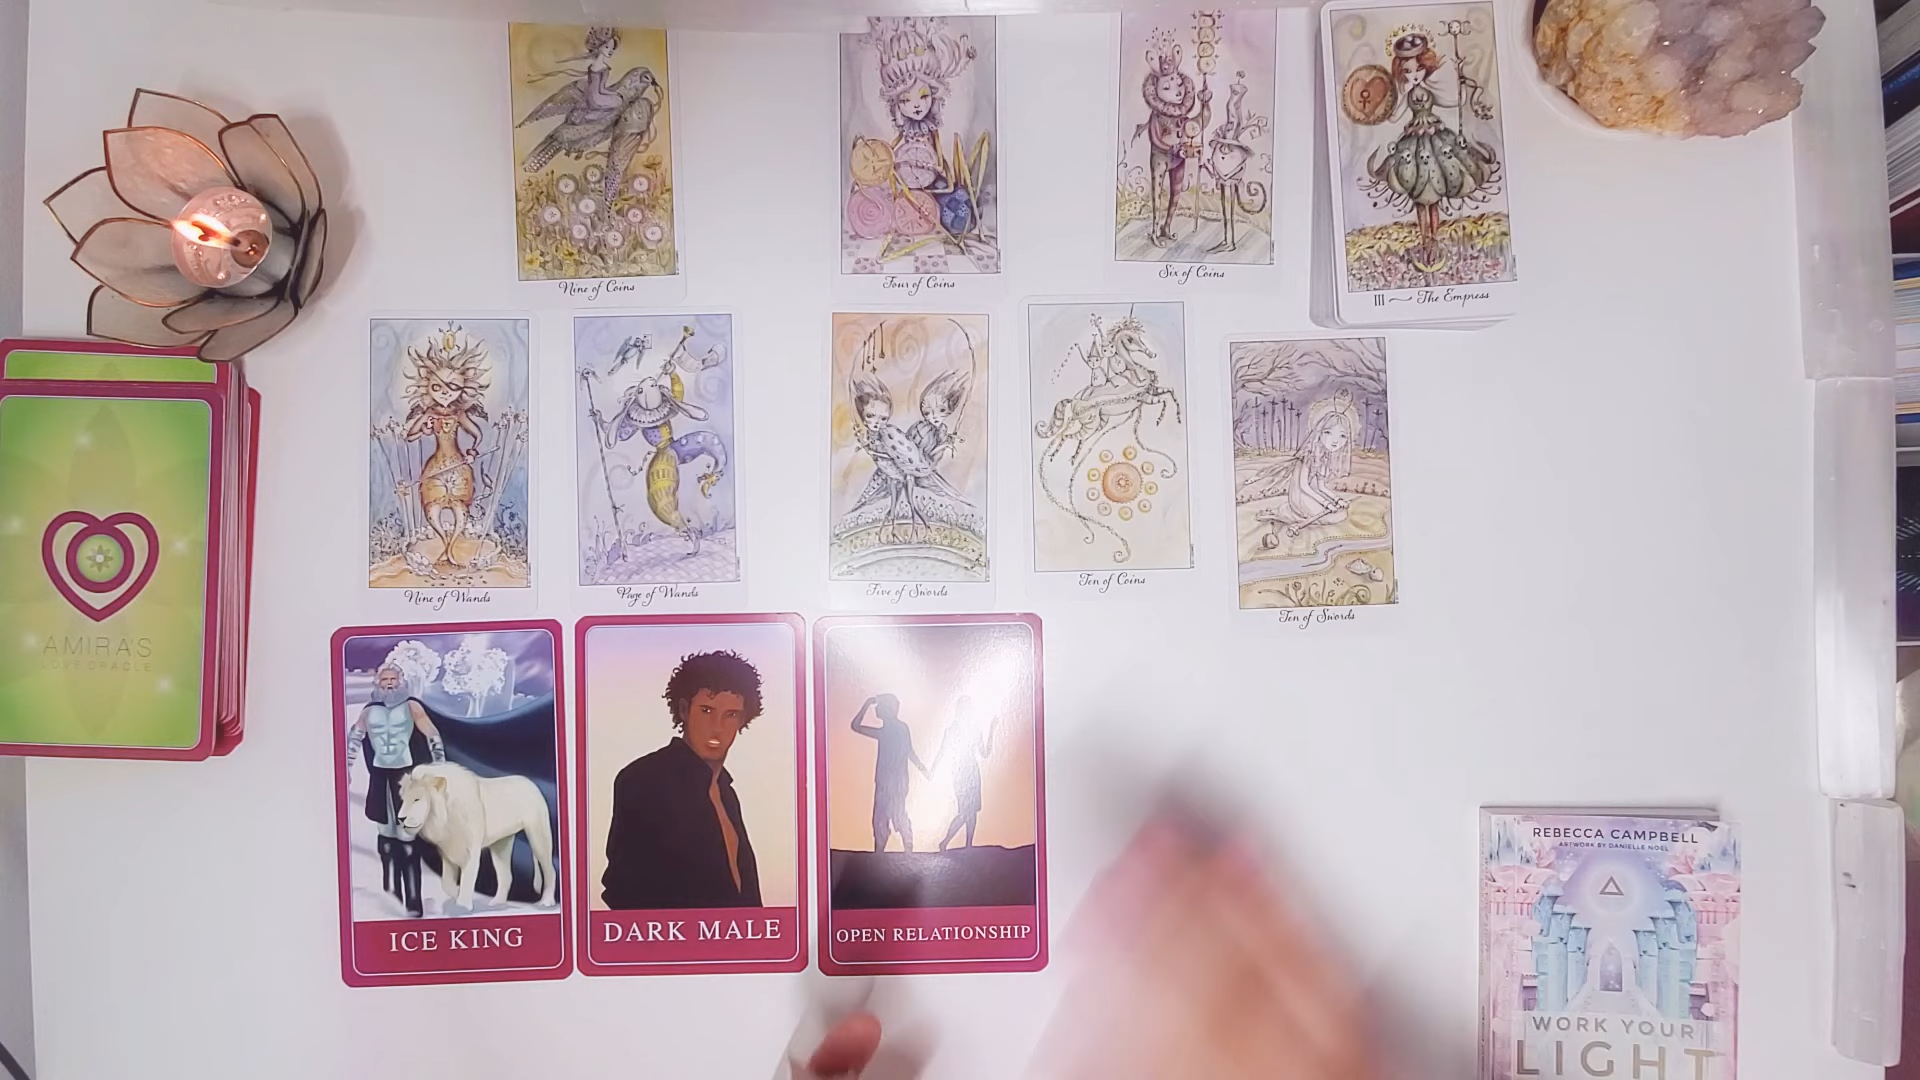 Nine of Coins
Four of Coins
Six of Coins
III The Empress
Nine of Wands
Page of Wands
Five of Swords
Ten of Coins
Ten of Swords
AMIRA'S
LOVE ORACLE
ICE KING
DARK MALE
OPEN RELATIONSHIP
REBECCA CAMPBELL
ARTWORK BY DANIELLE NOEL
WORK YOUR
LIGHT